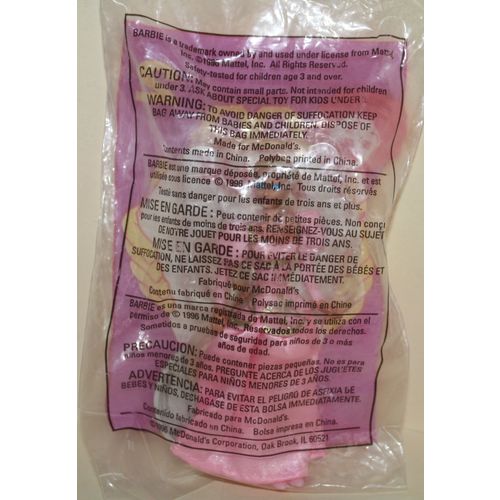 BARBIE is a trademark owned by and used under license from Mattel,
Inc. ©1996 Mattel, Inc. All Rights Reserved.
Safety-tested for children age 3 and over.
CAUTION: May contain small parts. Not intended for children
under 3. ASK ABOUT SPECIAL TOY FOR KIDS UNDER
WARNING: TO AVOID DANGER OF SUFFOCATION KEEP
BAG AWAY FROM BABIES AND CHILDREN. DISPOSE OF
THIS BAG IMMEDIATELY.
Made for McDonald's.
Contents made in China. Polybag printed in China.
BARBIE est une marque déposée, propriété de Mattel, Inc. et est
utilisée sous licence © 1996 Mattel, Inc. Tous droits réservés
Testé sans danger pour les enfants de trois ans et plus.
MISE EN GARDE : Peut contenir de petites pièces. Non conçu
pour les enfants de moins de trois ans. RENSEIGNEZ-VOUS AU SUJET
DE NOTRE JOUET POUR LES MOINS DE TROIS ANS.
MISE EN GARDE : POUR ÉVITER LE DANGER DE
SUFFOCATION, NE LAISSEZ PAS CE SAC À LA PORTÉE DES BÉBÉS ET
DES ENFANTS. JETEZ CE SAC IMMÉDIATEMENT.
Fabriqué pour McDonald's
Contenu fabriqué en Chine Polysac imprimé en Chine
BARBIE es una marca registrada de Mattel, Inc. y se utiliza con el
permiso de © 1996 Mattel, Inc. Reservados todos los derechos.
Sometidos a pruebas de seguridad para niños de 3 o más
años de edad.
PRECAUCION: Puede contener piezas pequeñas. No es para
niños menores de 3 años. PREGUNTE ACERCA DE LOS JUGUETES
ESPECIALES PARA NIÑOS MENORES DE 3 AÑOS.
ADVERTENCIA: PARA EVITAR EL PELIGRO DE ASFIXIA DE
BEBES Y NIÑOS, DECHAGASE DE ESTA BOLSA IMMEDIATAMENTE.
Fabricado para McDonald's.
Contenido fabricado en China. Bolsa impresa en China.
©1996 McDonald's Corporation, Oak Brook, IL 60521